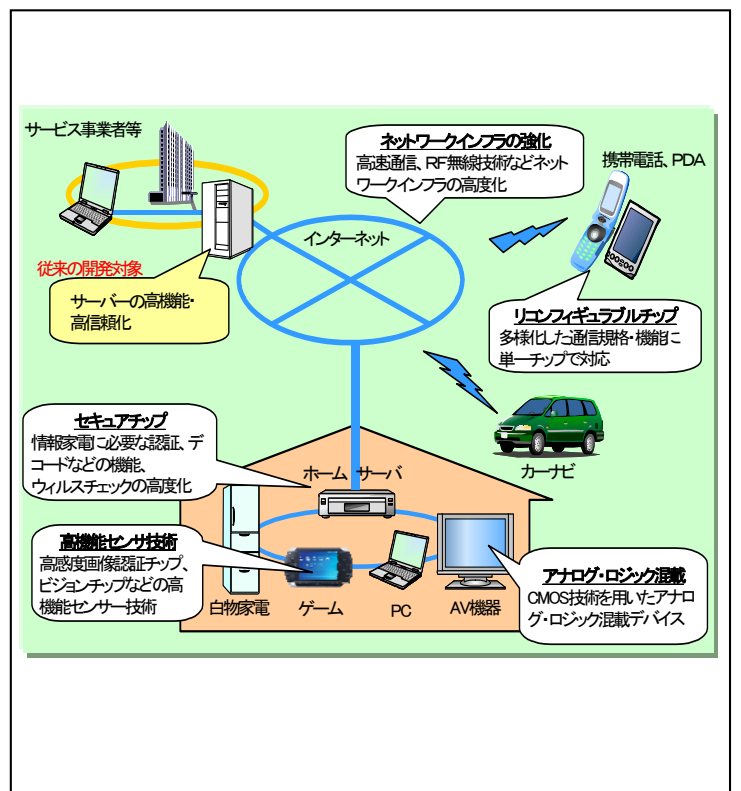 サービス事業者等
ネットワークインフラの強化
高速通信、RF無線技術などネット
ワークインフラの高度化
携帯電話、PDA
インターネット
従来の開発対象
サーバーの高機能・
高信頼化
リコンフィギュラブルチップ
多様化した通信規格・機能に
単一チップで対応
セキュアチップ
情報家電に必要な認証、デ
コードなどの機能、
ウィルスチェックの高度化
カーナビ
ホーム サーバ
高機能センサ技術
高感度画像認証チップ、
ビジョンチップなどの高
機能センサー技術
アナログ・ロジック混載
CMOS技術を用いたアナロ
グ・ロジック混載デバイス
白物家電
ゲーム
PC
AV機器